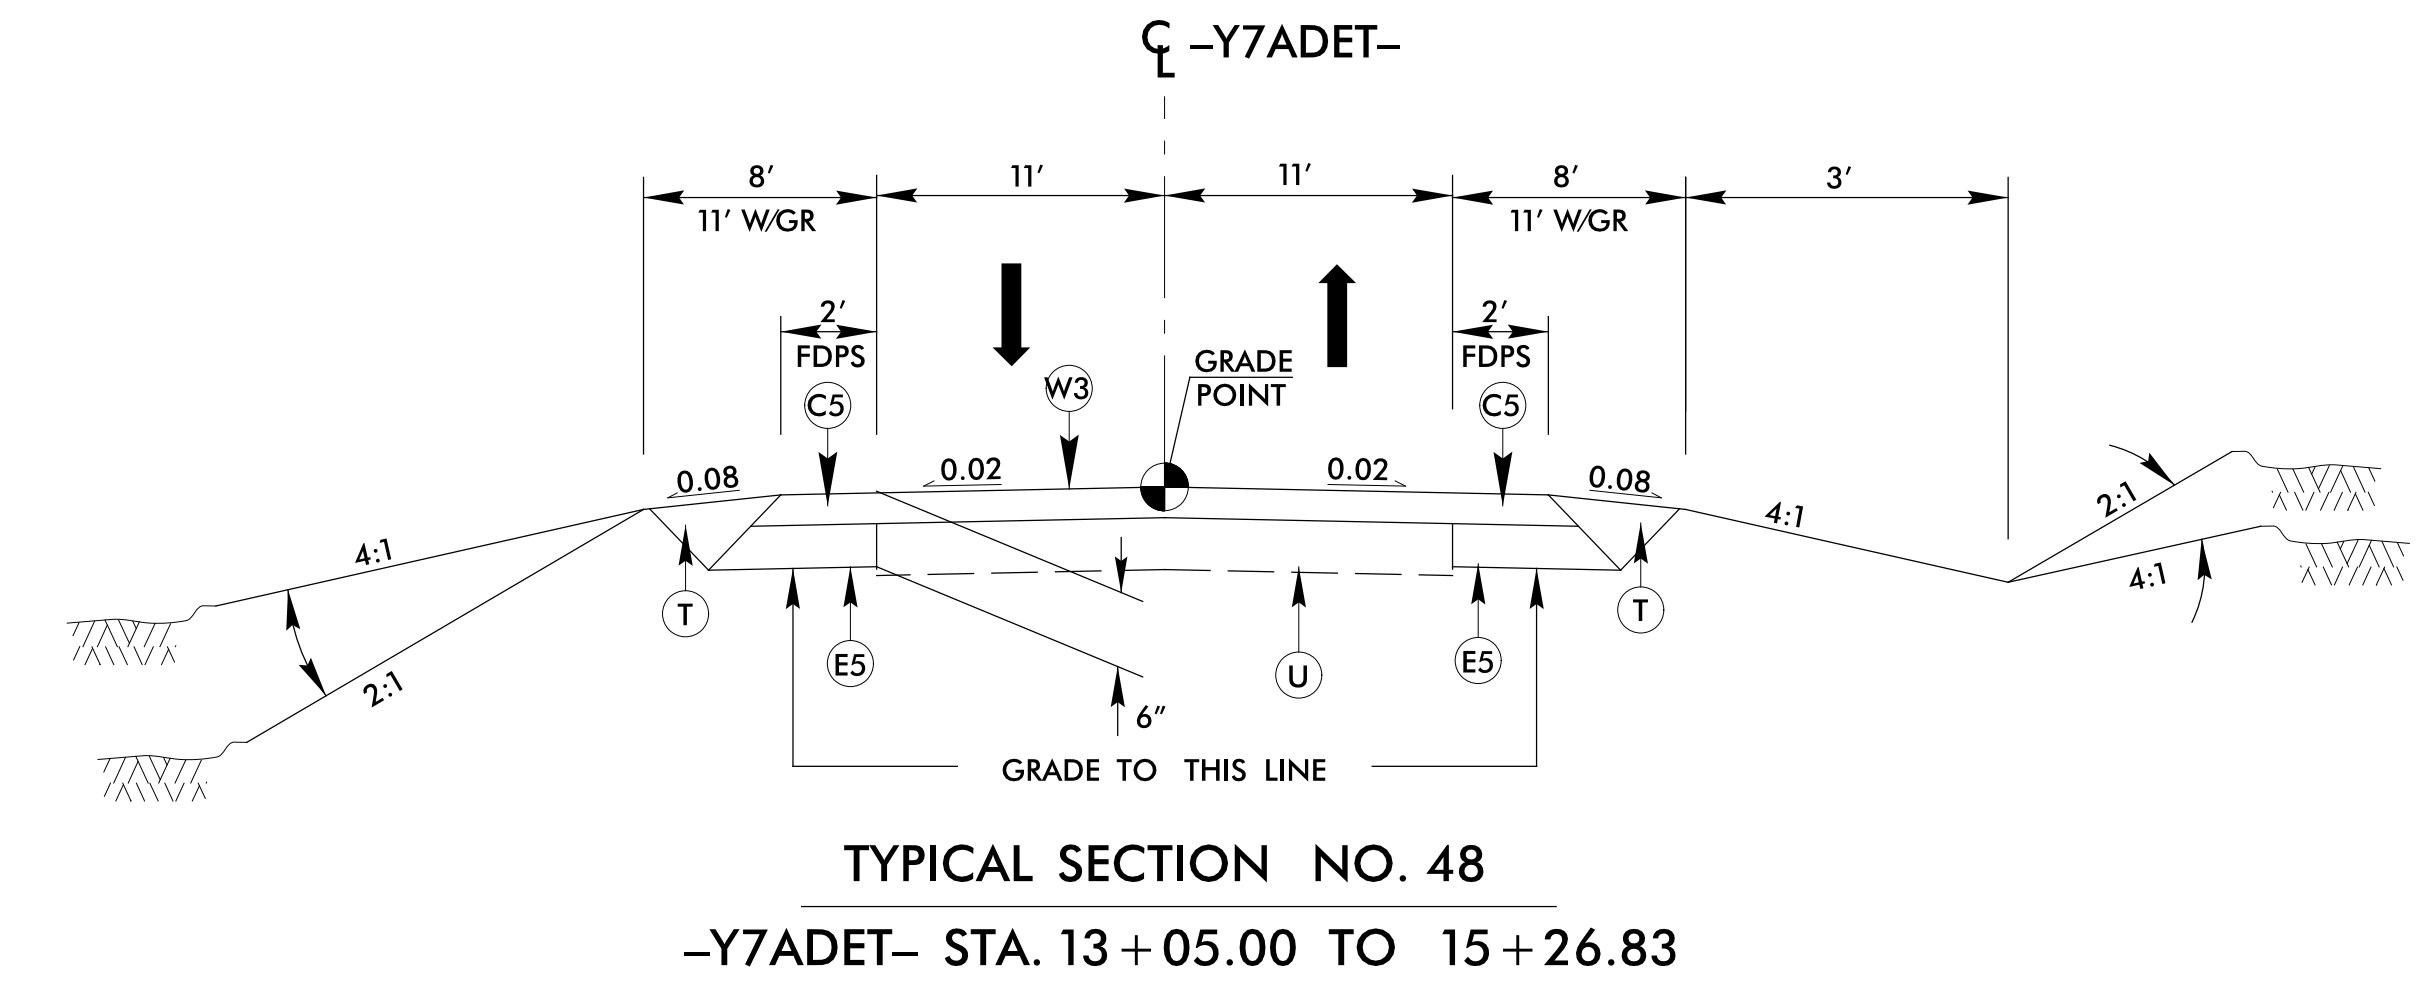 CL –Y7ADET–
8' 11' 11' 8' 3'
11' W/GR 11' W/GR
2' 2'
FDPS FDPS
GRADE
POINT
W3
C5 C5
0.08 0.02 0.02 0.08
4:1 4:1 2:1
4:1
T T
E5 E5
U
2:1
6"
GRADE TO THIS LINE
TYPICAL SECTION NO. 48
–Y7ADET– STA. 13+05.00 TO 15+26.83